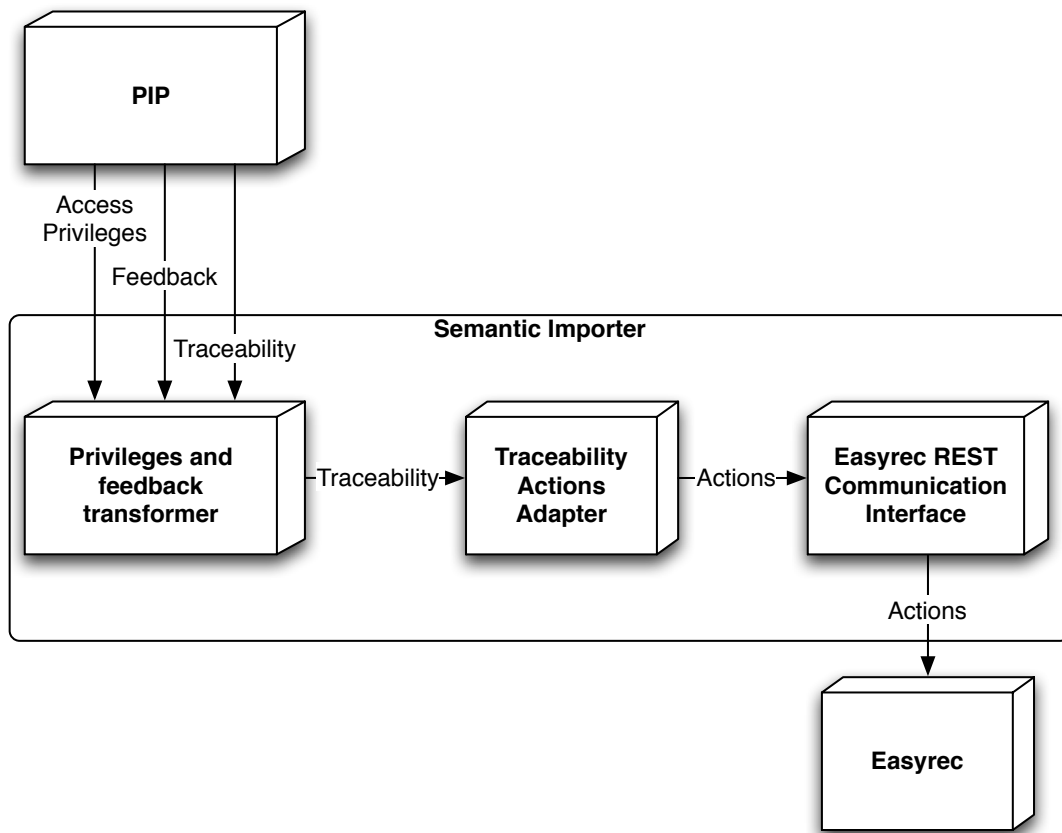 PIP
Access
Privileges
Feedback
Traceability
Semantic Importer
Privileges and
feedback
transformer
Traceability
Traceability
Actions
Adapter
Actions
Easyrec REST
Communication
Interface
Actions
Easyrec